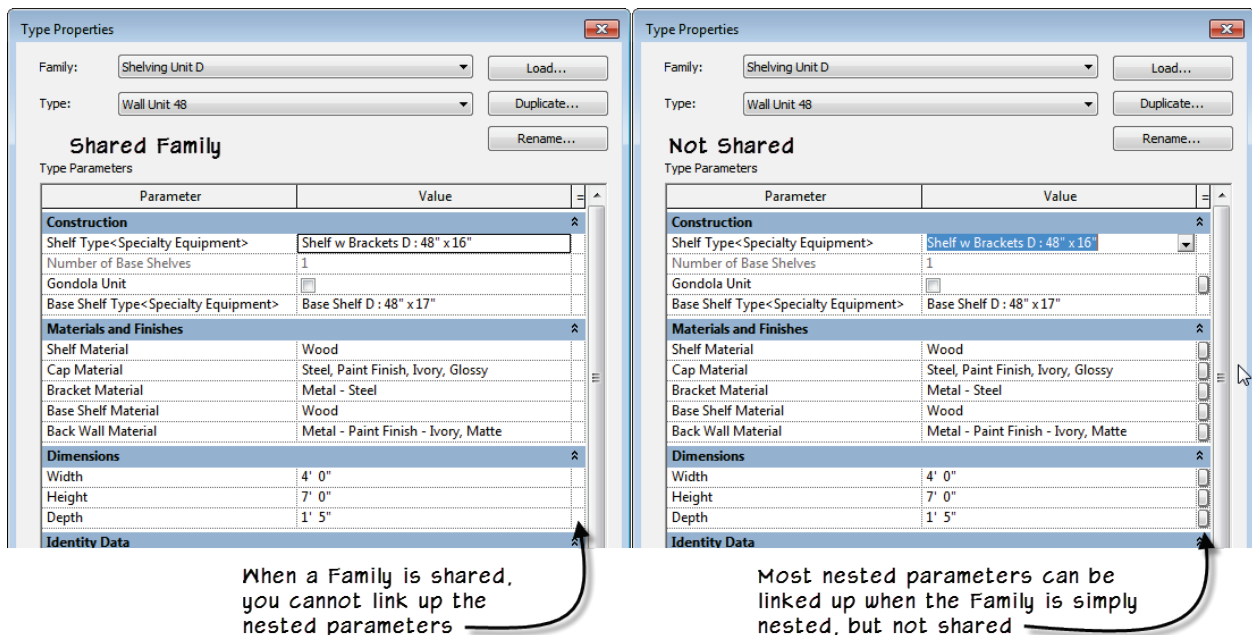 Type Properties
Family: Shelving Unit D Load...
Type: Wall Unit 48 Duplicate...
Rename...
Shared Family
Type Parameters
Parameter Value =
Construction
Shelf Type<Specialty Equipment> Shelf w Brackets D : 48" x 16"
Number of Base Shelves 1
Gondola Unit
Base Shelf Type<Specialty Equipment> Base Shelf D : 48" x 17"
Materials and Finishes
Shelf Material Wood
Cap Material Steel, Paint Finish, Ivory, Glossy
Bracket Material Metal - Steel
Base Shelf Material Wood
Back Wall Material Metal - Paint Finish - Ivory, Matte
Dimensions
Width 4' 0"
Height 7' 0"
Depth 1' 5"
Identity Data
When a Family is shared,
you cannot link up the
nested parameters
Type Properties
Family: Shelving Unit D Load...
Type: Wall Unit 48 Duplicate...
Rename...
Not Shared
Type Parameters
Parameter Value =
Construction
Shelf Type<Specialty Equipment> Shelf w Brackets D : 48" x 16"
Number of Base Shelves 1
Gondola Unit
Base Shelf Type<Specialty Equipment> Base Shelf D : 48" x 17"
Materials and Finishes
Shelf Material Wood
Cap Material Steel, Paint Finish, Ivory, Glossy
Bracket Material Metal - Steel
Base Shelf Material Wood
Back Wall Material Metal - Paint Finish - Ivory, Matte
Dimensions
Width 4' 0"
Height 7' 0"
Depth 1' 5"
Identity Data
Most nested parameters can be
linked up when the Family is simply
nested, but not shared